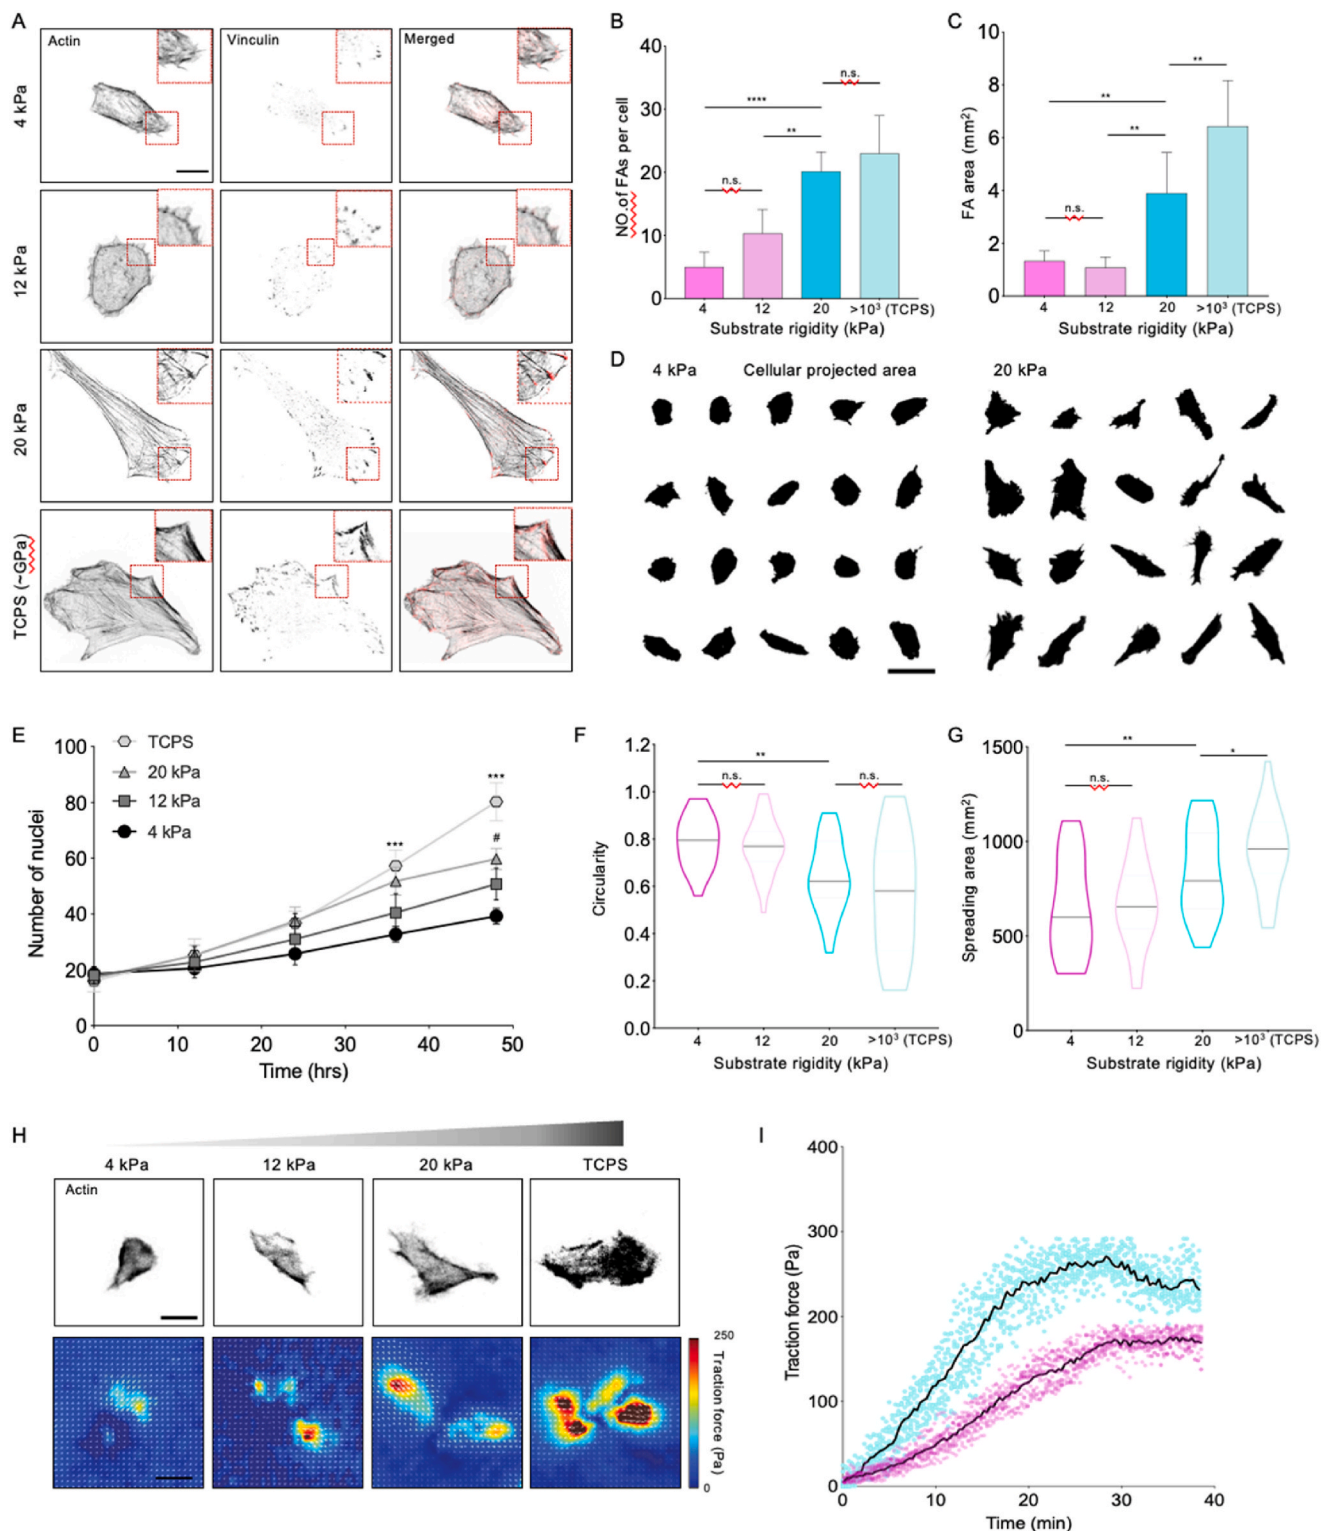 A
Actin
Vinculin
Merged
4 kPa
12 kPa
20 kPa
TCPS (~GPa)
B
NO.of FAs per cell
40
30
20
10
0
n.s.
****
**
n.s.
4
12
20
>10³ (TCPS)
Substrate rigidity (kPa)
C
FA area (mm²)
10
8
6
4
2
0
**
**
**
n.s.
4
12
20
>10³ (TCPS)
Substrate rigidity (kPa)
D
4 kPa
Cellular projected area
20 kPa
E
Number of nuclei
100
80
60
40
20
0
TCPS
20 kPa
12 kPa
4 kPa
***
***
#
0
10
20
30
40
50
Time (hrs)
F
Circularity
1.2
1.0
0.8
0.6
0.4
0.2
0.0
**
n.s.
n.s.
4
12
20
>10³ (TCPS)
Substrate rigidity (kPa)
G
Spreading area (mm²)
1500
1000
500
0
**
*
n.s.
4
12
20
>10³ (TCPS)
Substrate rigidity (kPa)
H
4 kPa
12 kPa
20 kPa
TCPS
Actin
250
Traction force (Pa)
0
I
Traction force (Pa)
400
300
200
100
0
0
10
20
30
40
Time (min)